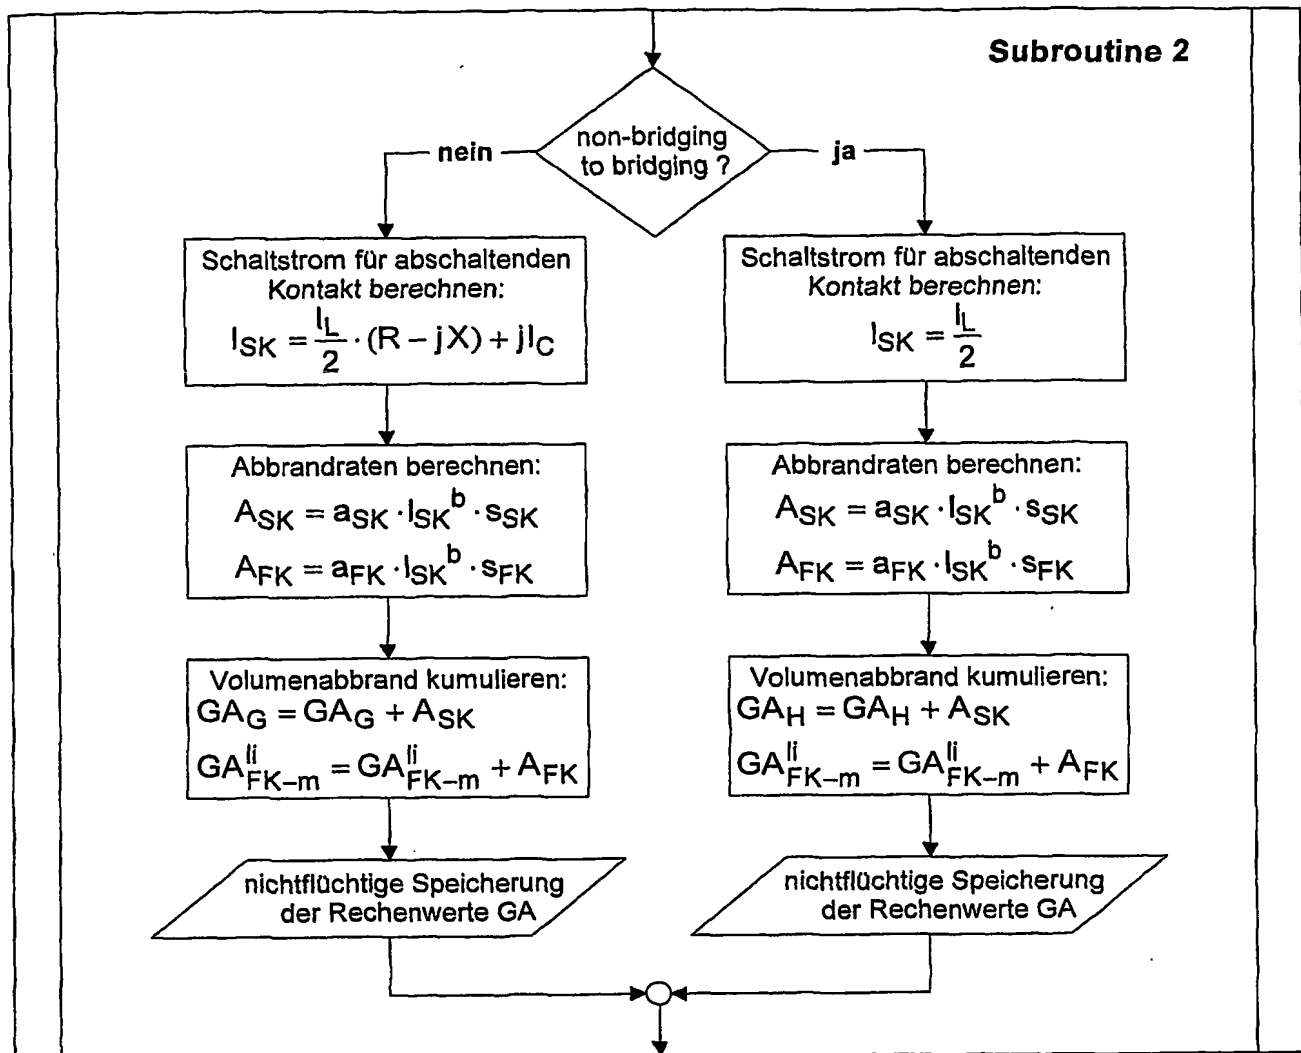 Subroutine 2
non-bridging
to bridging ?
nein
ja
Schaltstrom für abschaltenden
Kontakt berechnen:
I_SK = I_L/2 · (R – jX) + jI_C
Abbrandraten berechnen:
A_SK = a_SK · I_SK^b · s_SK
A_FK = a_FK · I_SK^b · s_FK
Volumenabbrand kumulieren:
GA_G = GA_G + A_SK
GA^li_FK–m = GA^li_FK–m + A_FK
nichtflüchtige Speicherung
der Rechenwerte GA
Schaltstrom für abschaltenden
Kontakt berechnen:
I_SK = I_L/2
Abbrandraten berechnen:
A_SK = a_SK · I_SK^b · s_SK
A_FK = a_FK · I_SK^b · s_FK
Volumenabbrand kumulieren:
GA_H = GA_H + A_SK
GA^li_FK–m = GA^li_FK–m + A_FK
nichtflüchtige Speicherung
der Rechenwerte GA